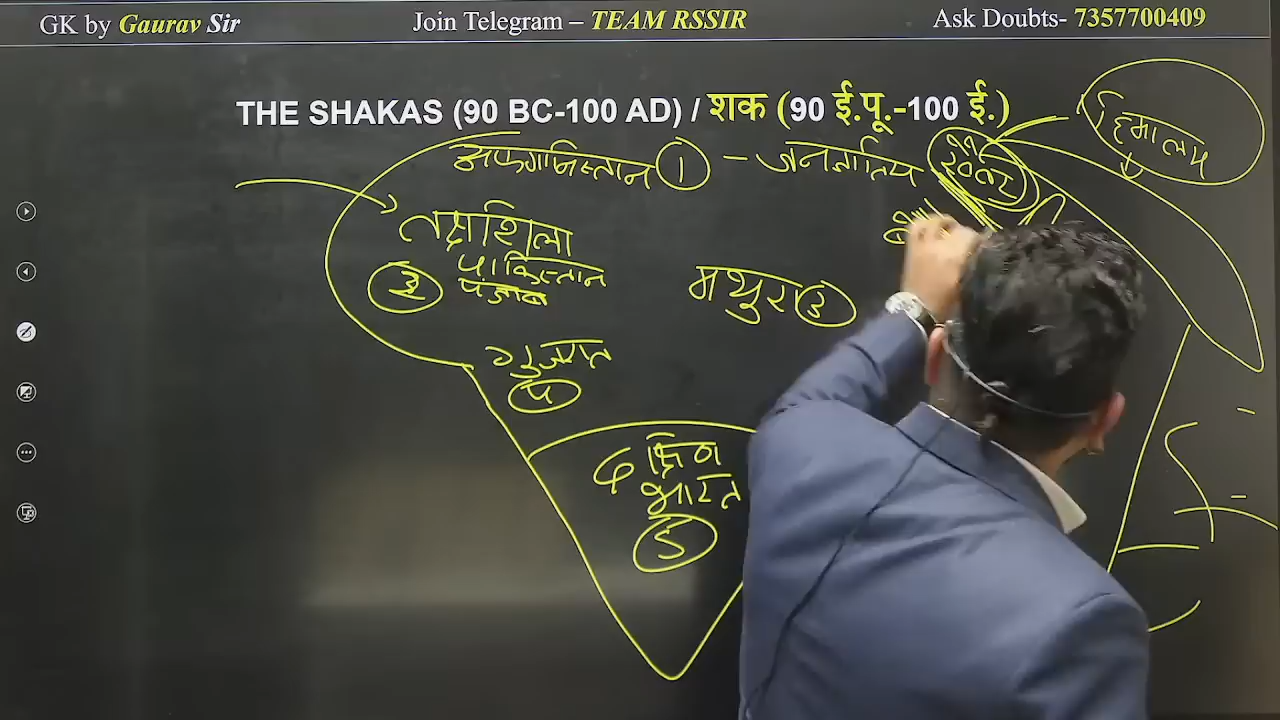 GK by Gaurav Sir
Join Telegram – TEAM RSSIR
Ask Doubts- 7357700409
THE SHAKAS (90 BC-100 AD) / शक (90 ई.पू.-100 ई.)
हिमालय
अफगानिस्तान 1 – जनजातिय
तक्षशिला
पाकिस्तान
2 पंजाब
मथुरा 3
गुजरात
4
दक्षिण
भारत
5